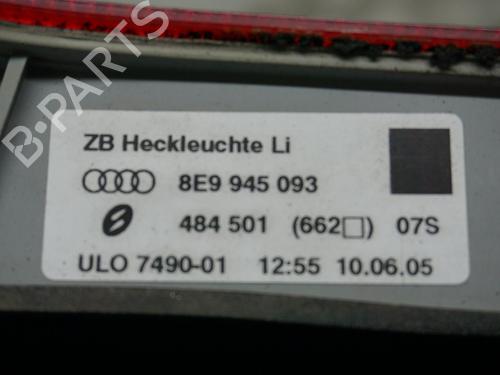 B-PARTS
ZB Heckleuchte Li
8E9 945 093
484 501 (662□) 07S
ULO 7490-01 12:55 10.06.05